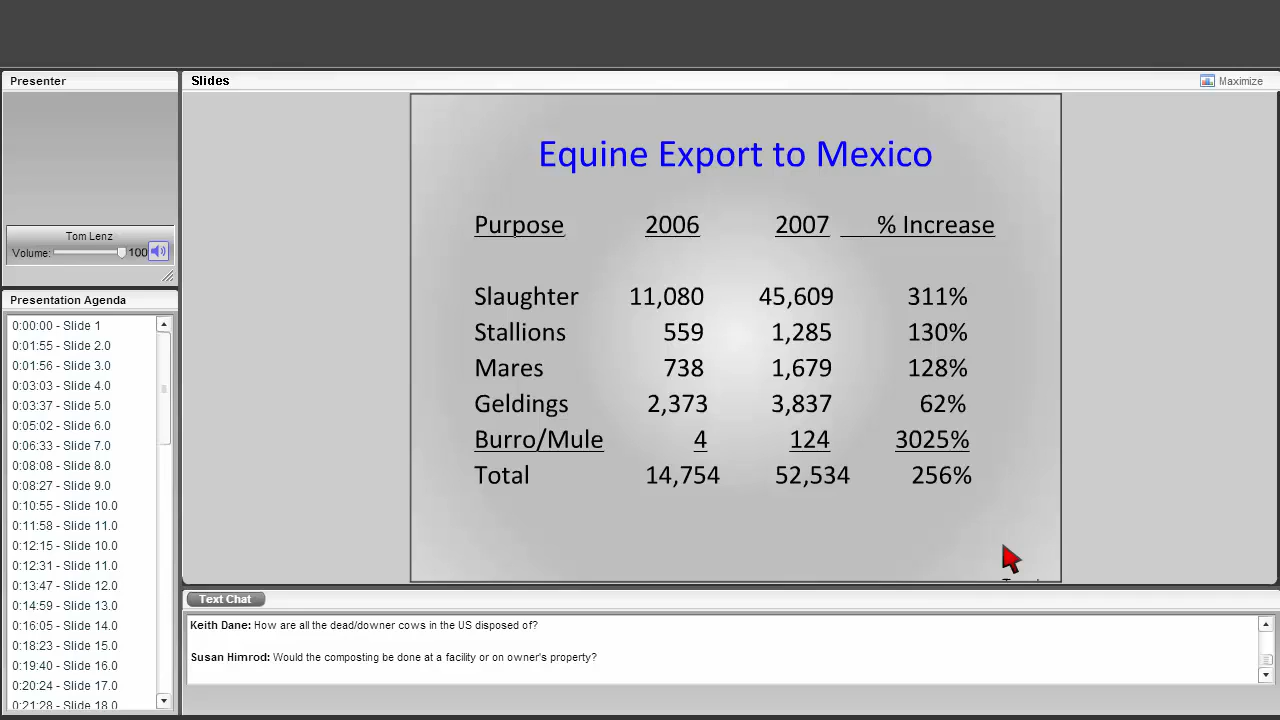 Presenter
Tom Lenz
Volume: 100
Presentation Agenda
0:00:00 - Slide 1
0:01:55 - Slide 2.0
0:01:56 - Slide 3.0
0:03:03 - Slide 4.0
0:03:37 - Slide 5.0
0:05:02 - Slide 6.0
0:06:33 - Slide 7.0
0:08:08 - Slide 8.0
0:08:27 - Slide 9.0
0:10:55 - Slide 10.0
0:11:58 - Slide 11.0
0:12:15 - Slide 10.0
0:12:31 - Slide 11.0
0:13:47 - Slide 12.0
0:14:59 - Slide 13.0
0:16:05 - Slide 14.0
0:18:23 - Slide 15.0
0:19:40 - Slide 16.0
0:20:24 - Slide 17.0
0:21:28 - Slide 18.0
Slides Maximize
Equine Export to Mexico
Purpose 2006 2007 % Increase
Slaughter 11,080 45,609 311%
Stallions 559 1,285 130%
Mares 738 1,679 128%
Geldings 2,373 3,837 62%
Burro/Mule 4 124 3025%
Total 14,754 52,534 256%
Text Chat
Keith Dane: How are all the dead/downer cows in the US disposed of?
Susan Himrod: Would the composting be done at a facility or on owner's property?